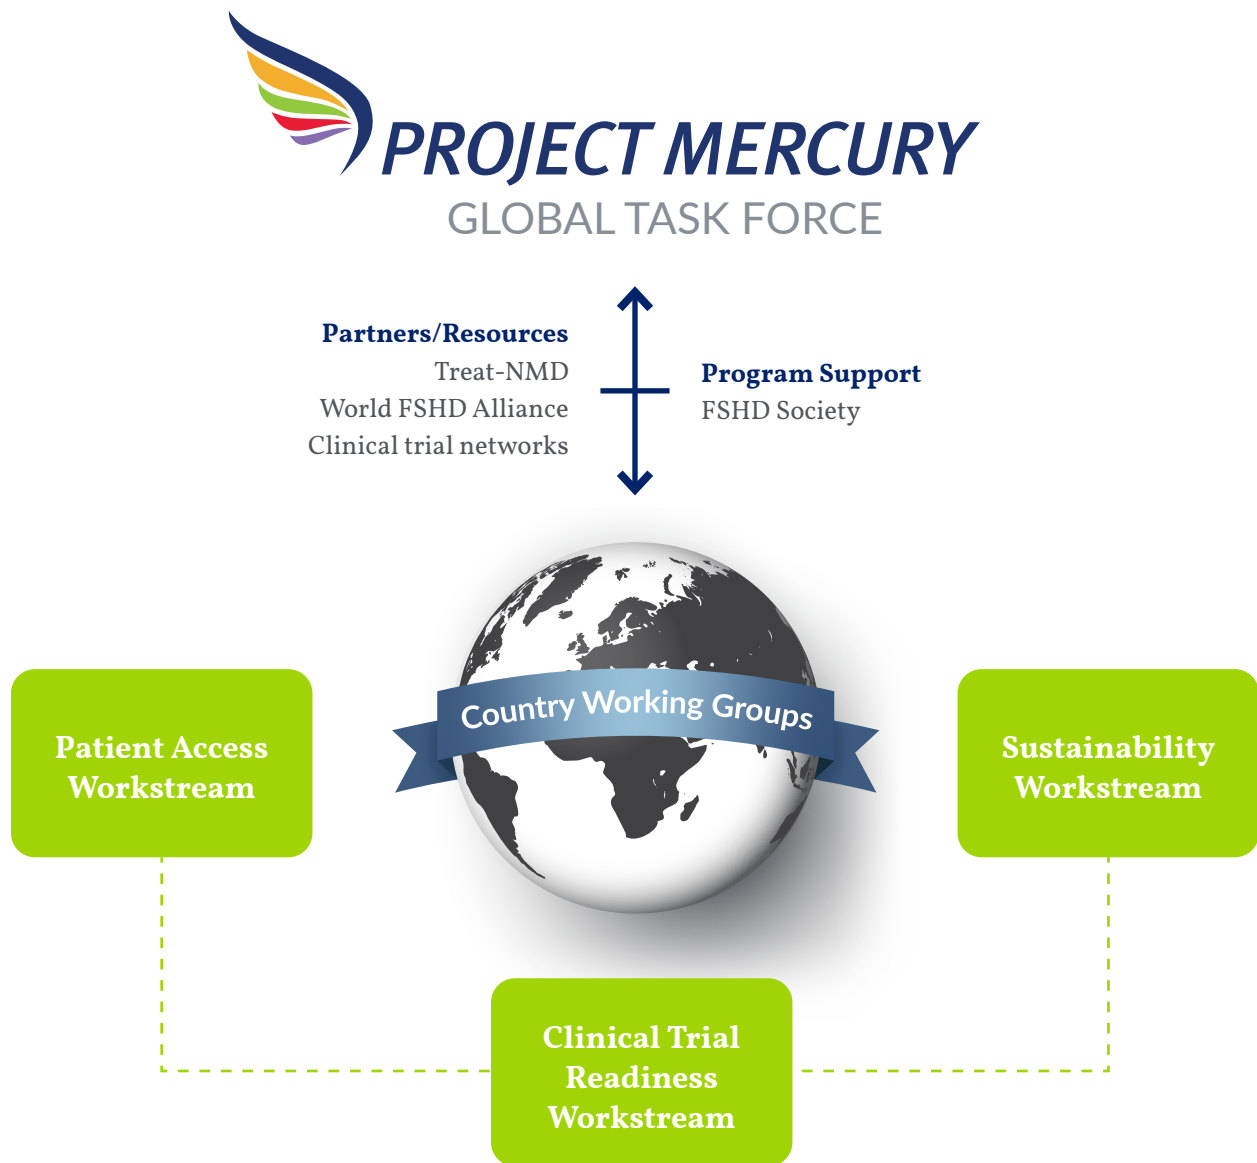 PROJECT MERCURY
GLOBAL TASK FORCE
Partners/Resources
Treat-NMD
World FSHD Alliance
Clinical trial networks
Program Support
FSHD Society
Country Working Groups
Patient Access
Workstream
Sustainability
Workstream
Clinical Trial
Readiness
Workstream